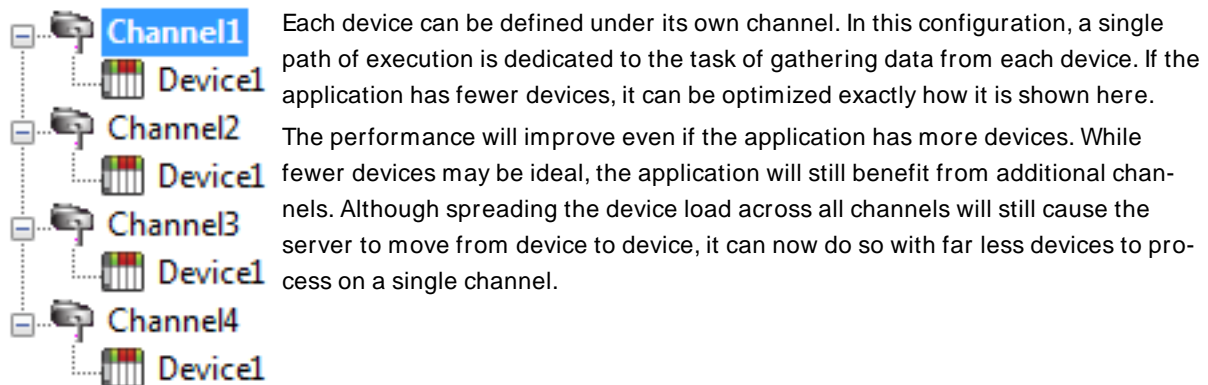 Channel1
Device1
Channel2
Device1
Channel3
Device1
Channel4
Device1
Each device can be defined under its own channel. In this configuration, a single
path of execution is dedicated to the task of gathering data from each device. If the
application has fewer devices, it can be optimized exactly how it is shown here.
The performance will improve even if the application has more devices. While
fewer devices may be ideal, the application will still benefit from additional chan-
nels. Although spreading the device load across all channels will still cause the
server to move from device to device, it can now do so with far less devices to pro-
cess on a single channel.